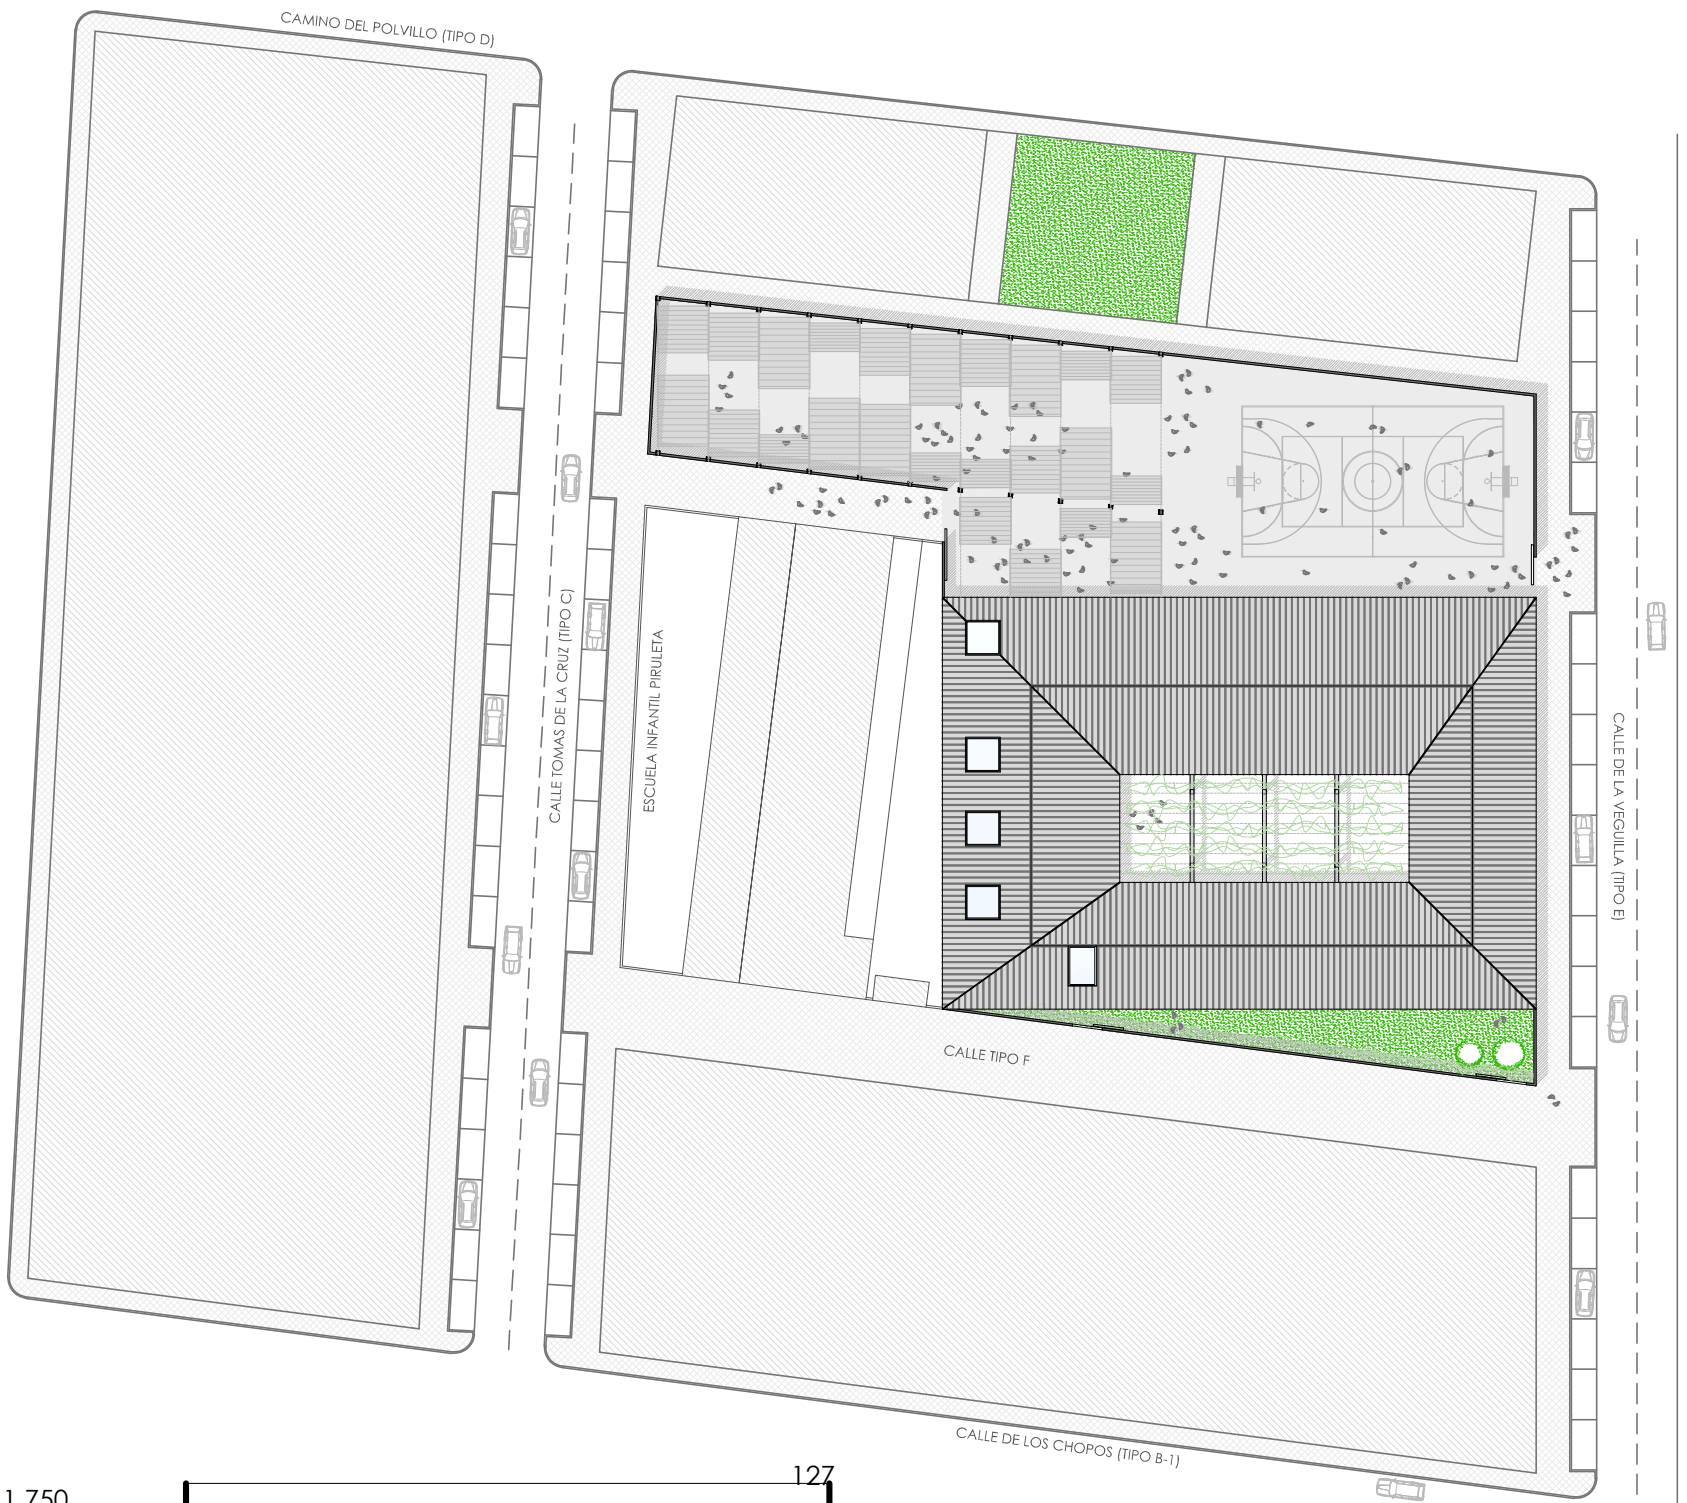 CAMINO DEL POLVILLO (TIPO D)
CALLE TOMAS DE LA CRUZ (TIPO C)
ESCUELA INFANTIL PIRULETA
CALLE DE LA VEGUILLA (TIPO E)
CALLE TIPO F
CALLE DE LOS CHOPOS (TIPO B-1)
127
1.750